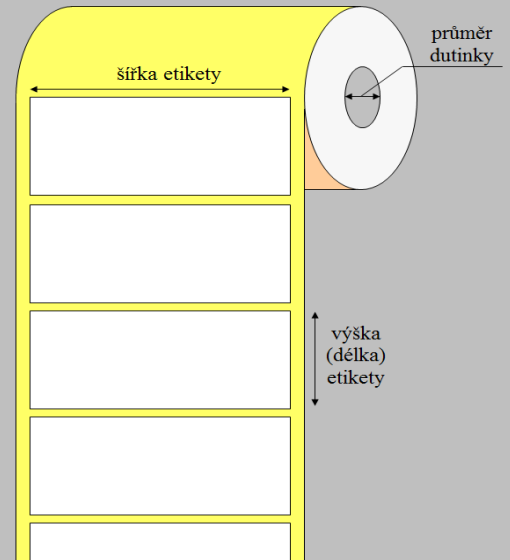 průměr
dutinky
šířka etikety
výška
(délka)
etikety